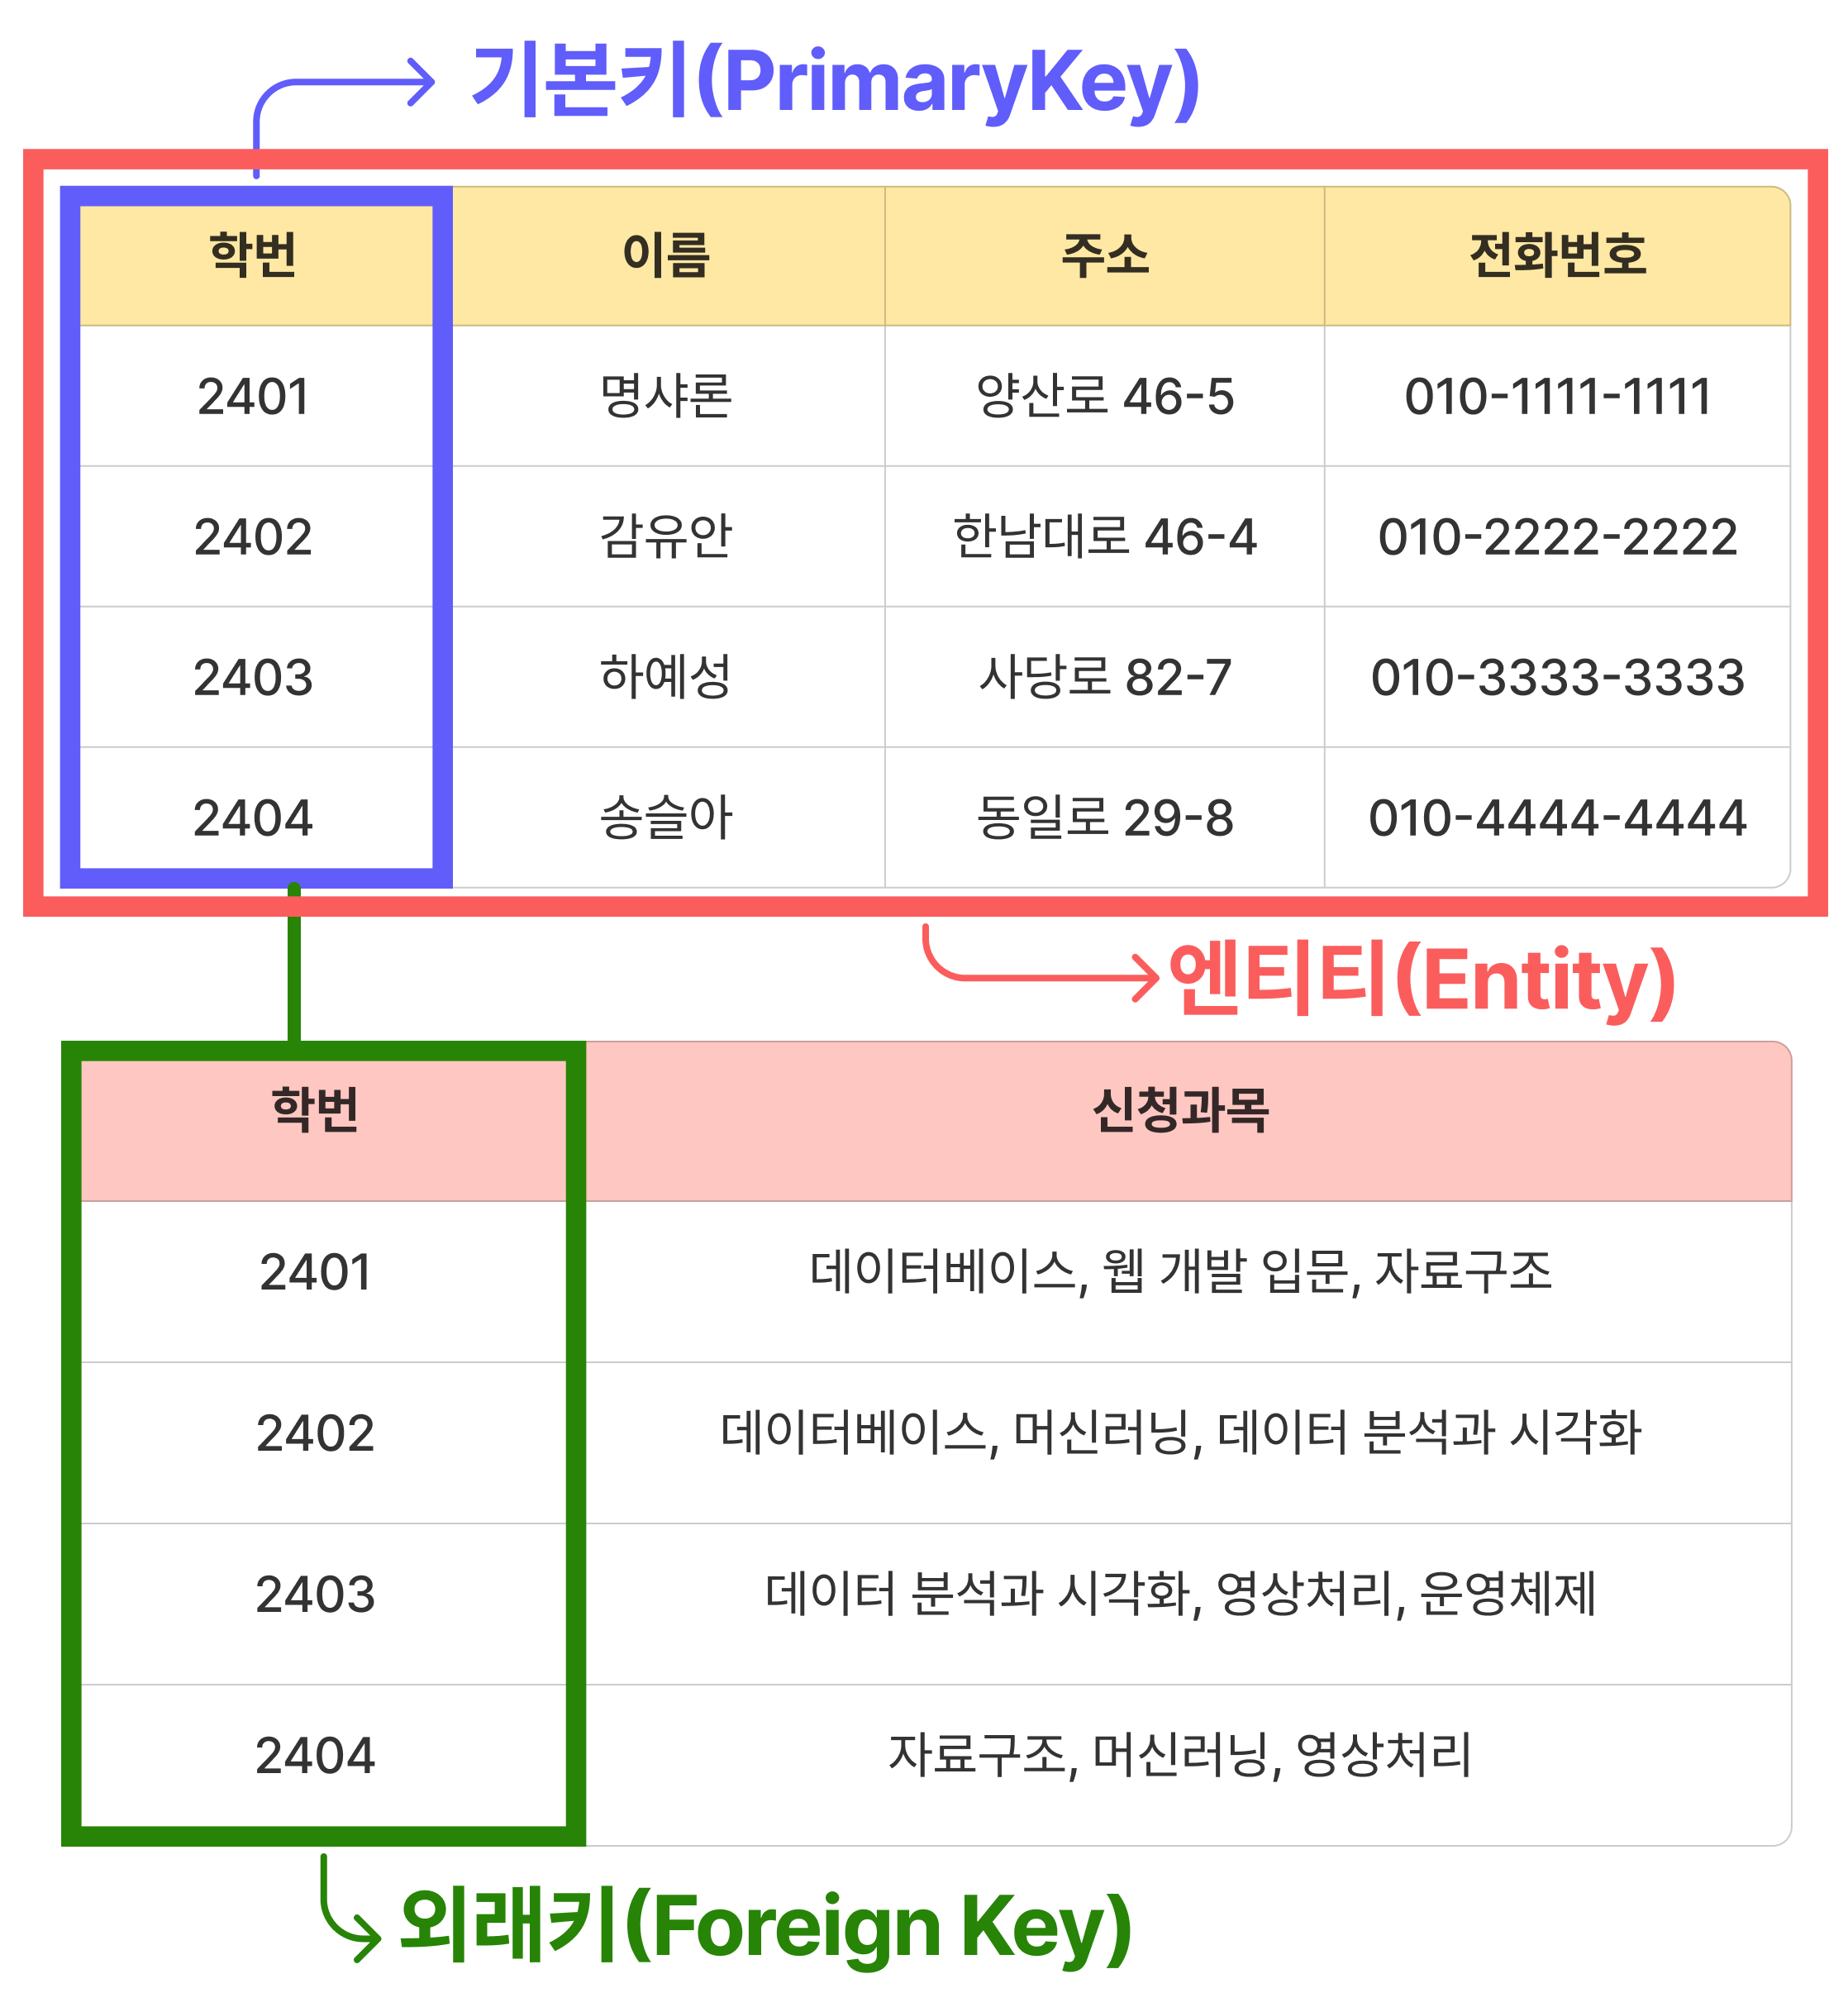 기본키(PrimaryKey)
학번 이름 주소 전화번호
2401 명샤론 양산로 46-5 010-1111-1111
2402 김유안 한남대로 46-4 010-2222-2222
2403 하예성 사당로 82-7 010-3333-3333
2404 송슬아 동일로 29-8 010-4444-4444
엔티티(Entity)
학번 신청과목
2401 데이터베이스, 웹 개발 입문, 자료구조
2402 데이터베이스, 머신러닝, 데이터 분석과 시각화
2403 데이터 분석과 시각화, 영상처리, 운영체제
2404 자료구조, 머신러닝, 영상처리
외래키(Foreign Key)